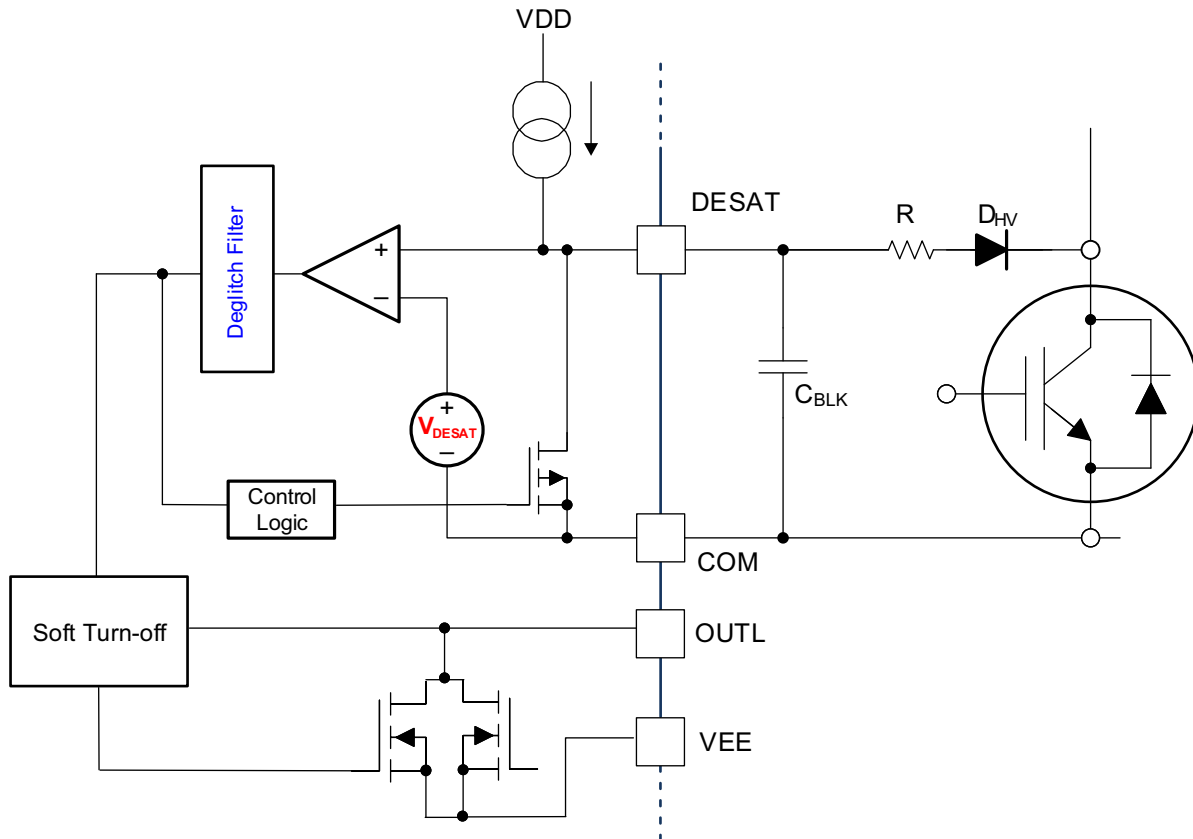 VDD
DESAT
R
DHV
Deglitch Filter
+
−
+
VDESAT
−
CBLK
Control
Logic
COM
Soft Turn-off
OUTL
VEE